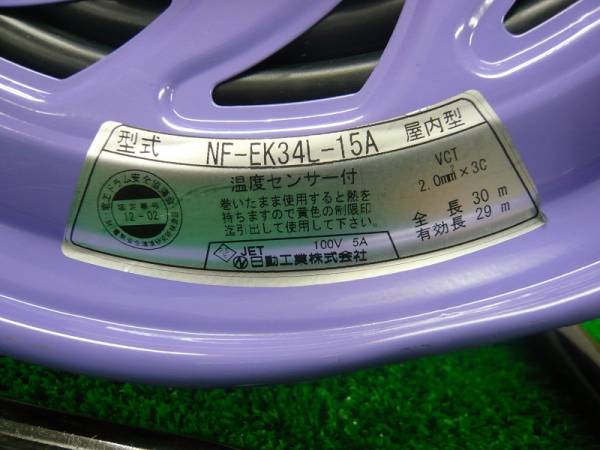 型式 NF-EK34L-15A 屋内型
温度センサー付
巻いたまま使用すると熱を
持ちますので黄色の制限印
迄引出して使用して下さい。
VCT
2.0mm²×3C
全長 30m
有効長 29m
12-02
JET 100V 5A
日動工業株式会社